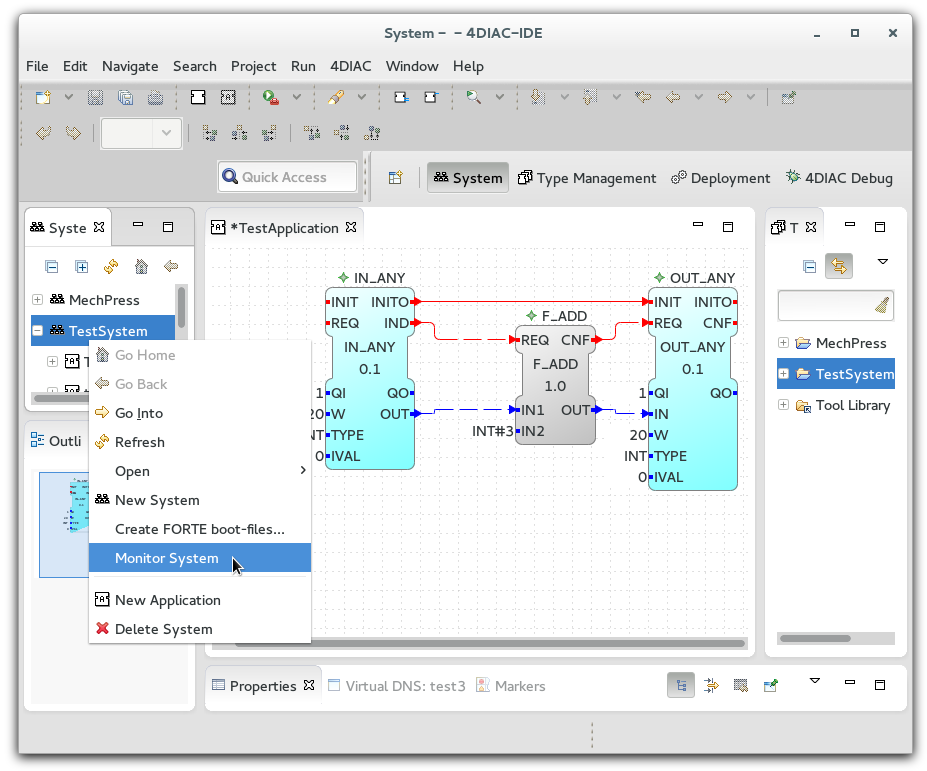 System – – 4DIAC-IDE
File Edit Navigate Search Project Run 4DIAC Window Help
Quick Access
System Type Management Deployment 4DIAC Debug
Syste
MechPress
TestSystem
Go Home
Go Back
Go Into
Refresh
Open
New System
Create FORTE boot-files...
Monitor System
New Application
Delete System
Outli
*TestApplication
IN_ANY
INIT INITO
REQ IND
IN_ANY
0.1
1 QI QO
20 W OUT
NT TYPE
0 IVAL
F_ADD
REQ CNF
F_ADD
1.0
IN1 OUT
INT#3 IN2
OUT_ANY
INIT INITO
REQ CNF
OUT_ANY
0.1
1 QI QO
IN
20 W
INT TYPE
0 IVAL
T
MechPress
TestSystem
Tool Library
Properties Virtual DNS: test3 Markers